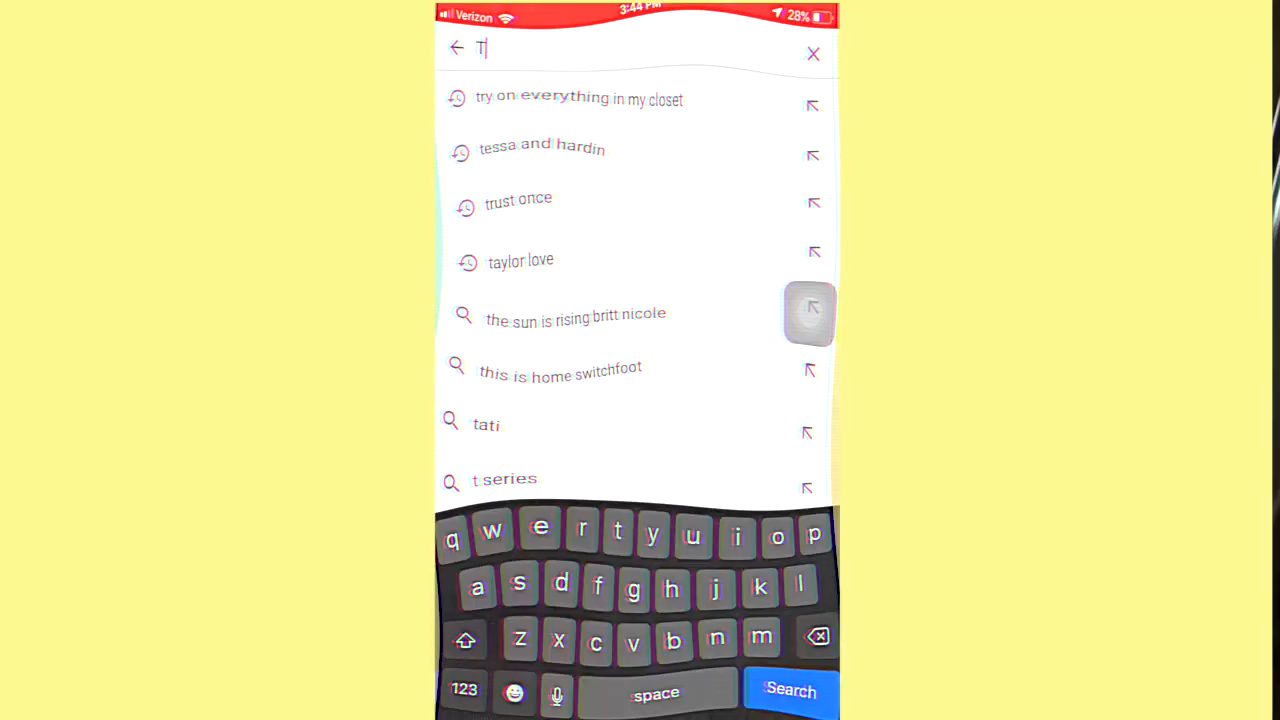 Verizon 3:44 PM 28%
T
try on everything in my closet
tessa and hardin
trust once
taylor love
the sun is rising britt nicole
this is home switchfoot
tati
t series
q w e r t y u i o p
a s d f g h j k l
z x c v b n m
123 space Search